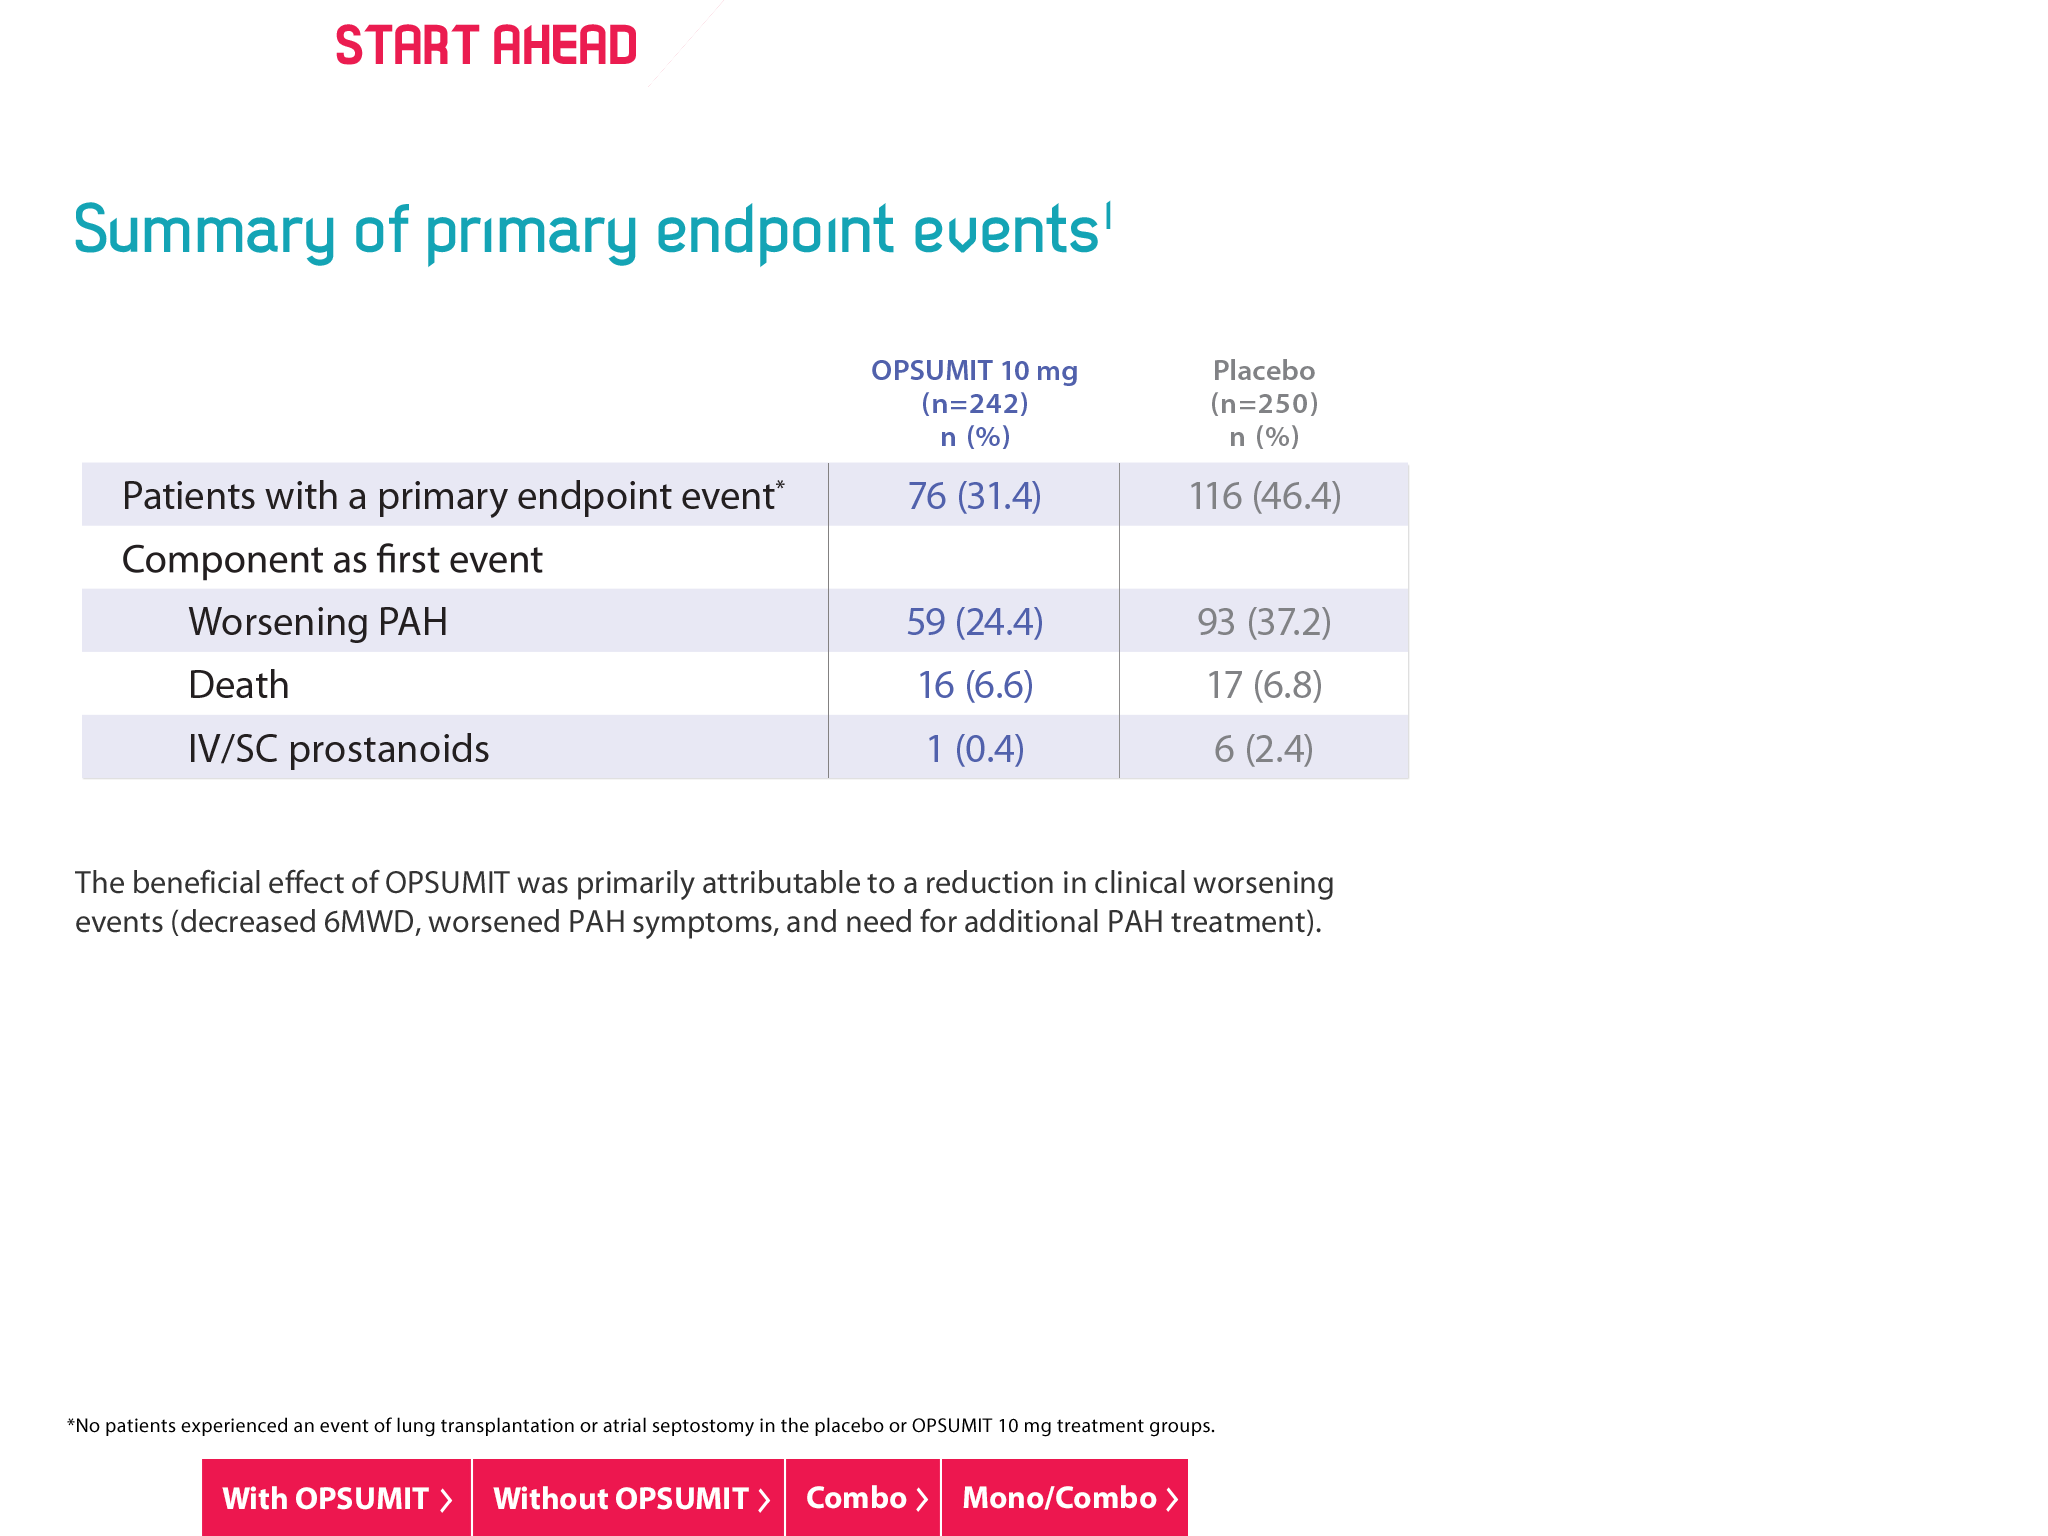 START AHEAD
Summary of primary endpoint events¹
OPSUMIT 10 mg
(n=242)
n (%)
Placebo
(n=250)
n (%)
Patients with a primary endpoint event* 76 (31.4) 116 (46.4)
Component as first event
Worsening PAH 59 (24.4) 93 (37.2)
Death 16 (6.6) 17 (6.8)
IV/SC prostanoids 1 (0.4) 6 (2.4)
The beneficial effect of OPSUMIT was primarily attributable to a reduction in clinical worsening
events (decreased 6MWD, worsened PAH symptoms, and need for additional PAH treatment).
*No patients experienced an event of lung transplantation or atrial septostomy in the placebo or OPSUMIT 10 mg treatment groups.
With OPSUMIT > Without OPSUMIT > Combo > Mono/Combo >